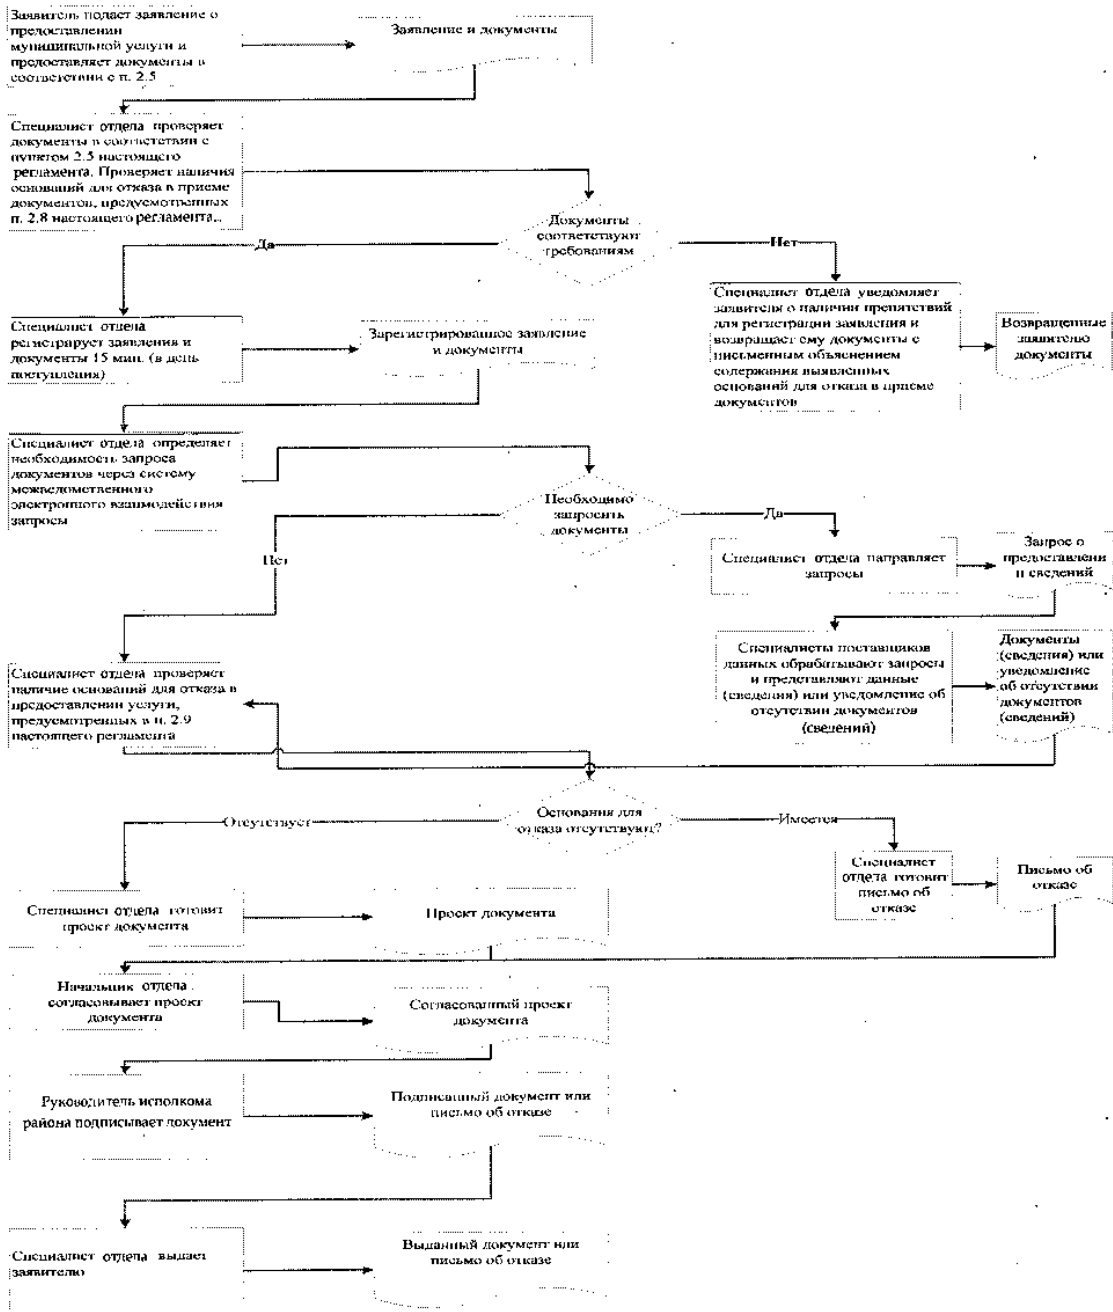 Заявитель подаст заявление о
предоставлении
муниципальной услуги и
предоставляет документы в
соответствии с п. 2.5
Заявление и документы
Специалист отдела проверяет
документы в соответствии с
пунктом 2.5 настоящего
регламента. Проверяет наличия
оснований для отказа в приеме
документов, предусмотренных
п. 2.8 настоящего регламента..
Документы
соответствуют
требованиям
Да
Нет
Специалист отдела уведомляет
заявителя о наличии препятствий
для регистрации заявления и
возвращает ему документы с
письменным объяснением
содержания выявленных
оснований для отказа в приеме
документов
Возвращенные
заявителю
документы
Специалист отдела
регистрирует заявления и
документы 15 мин. (в день
поступления)
Зарегистрированное заявление
и документы
Специалист отдела определяет
необходимость запроса
документов через систему
межведомственного
электронного взаимодействия
запросы
Необходимо
запросить
документы
Да
Нет
Специалист отдела направляет
запросы
Запрос о
предоставлени
и сведений
Специалисты поставщиков
данных обрабатывают запросы
и представляют данные
(сведения) или уведомление об
отсутствии документов
(сведений)
Документы
(сведения) или
уведомление
об отсутствии
документов
(сведений)
Специалист отдела проверяет
наличие оснований для отказа в
предоставлении услуги,
предусмотренных в п. 2.9
настоящего регламента
Основания для
отказа отсутствуют?
Отсутствует
Имеется
Специалист
отдела готовит
письмо об
отказе
Письмо об
отказе
Специалист отдела готовит
проект документа
Проект документа
Начальник отдела
согласовывает проект
документа
Согласованный проект
документа
Руководитель исполкома
района подписывает документ
Подписанный документ или
письмо об отказе
Специалист отдела выдает
заявителю
Выданный документ или
письмо об отказе